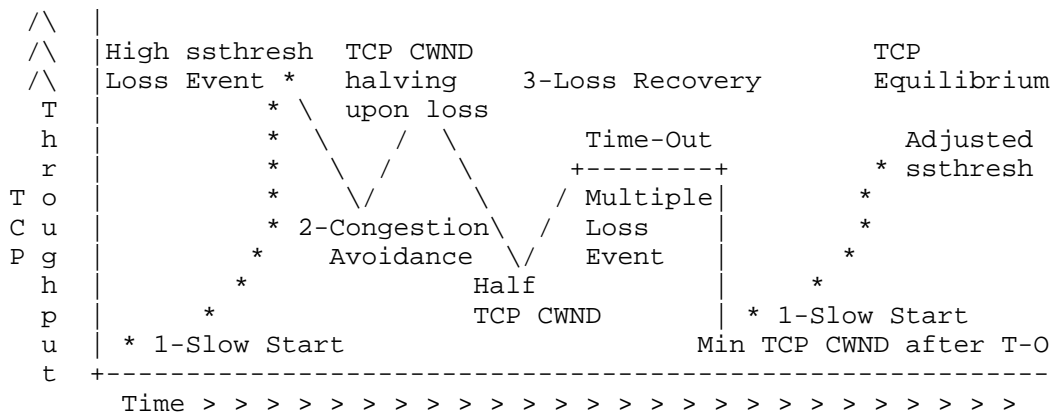 /\ |
/\ |High ssthresh TCP CWND TCP
/\ |Loss Event * halving 3-Loss Recovery Equilibrium
T | * \ upon loss
h | * \ / \ Time-Out Adjusted
r | * \ / \ +--------+ * ssthresh
T o | * \/ \ / Multiple| *
C u | * 2-Congestion\ / Loss | *
P g | * Avoidance \/ Event | *
h | * Half | *
p | * TCP CWND | * 1-Slow Start
u | * 1-Slow Start Min TCP CWND after T-O
t +-----------------------------------------------------------
Time > > > > > > > > > > > > > > > > > > > > > > > > > >